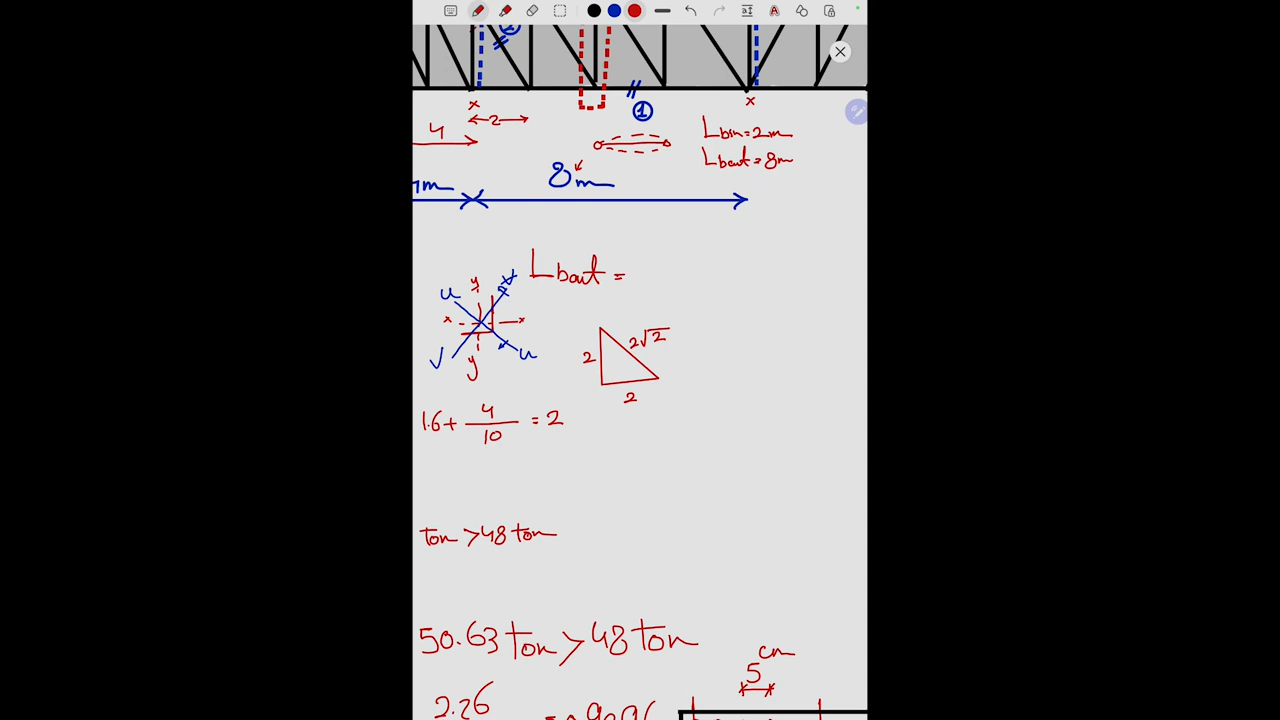 2
x
x
1
4
2
Lbin=2m
Lbout=8m
8m
m
Lbout =
y
u
x
x
V
u
y
2√2
2
2
1.6+ 4/10 = 2
ton >48 ton
50.63 ton > 48 ton
cm
5
2.26